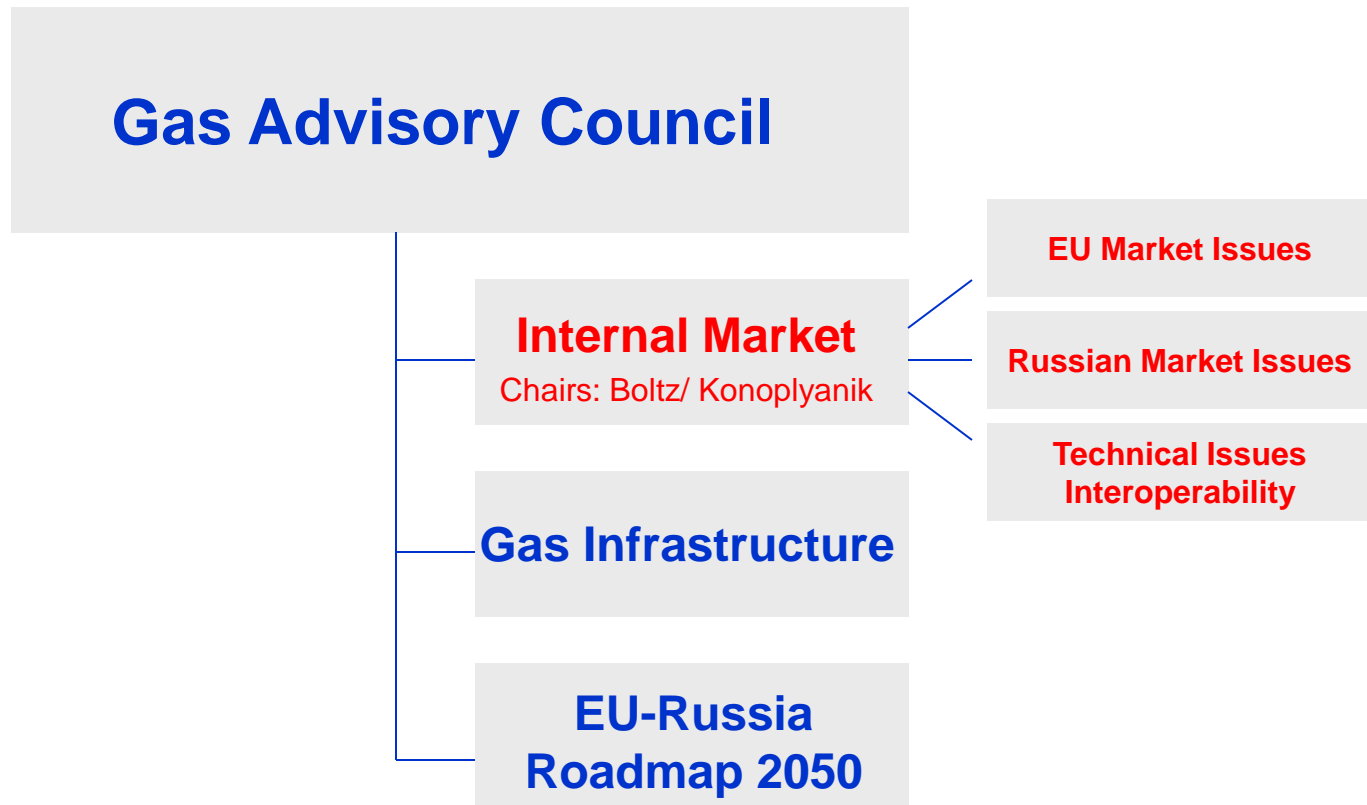 Gas Advisory Council
Internal Market
Chairs: Boltz/ Konoplyanik
EU Market Issues
Russian Market Issues
Technical Issues
Interoperability
Gas Infrastructure
EU-Russia
Roadmap 2050